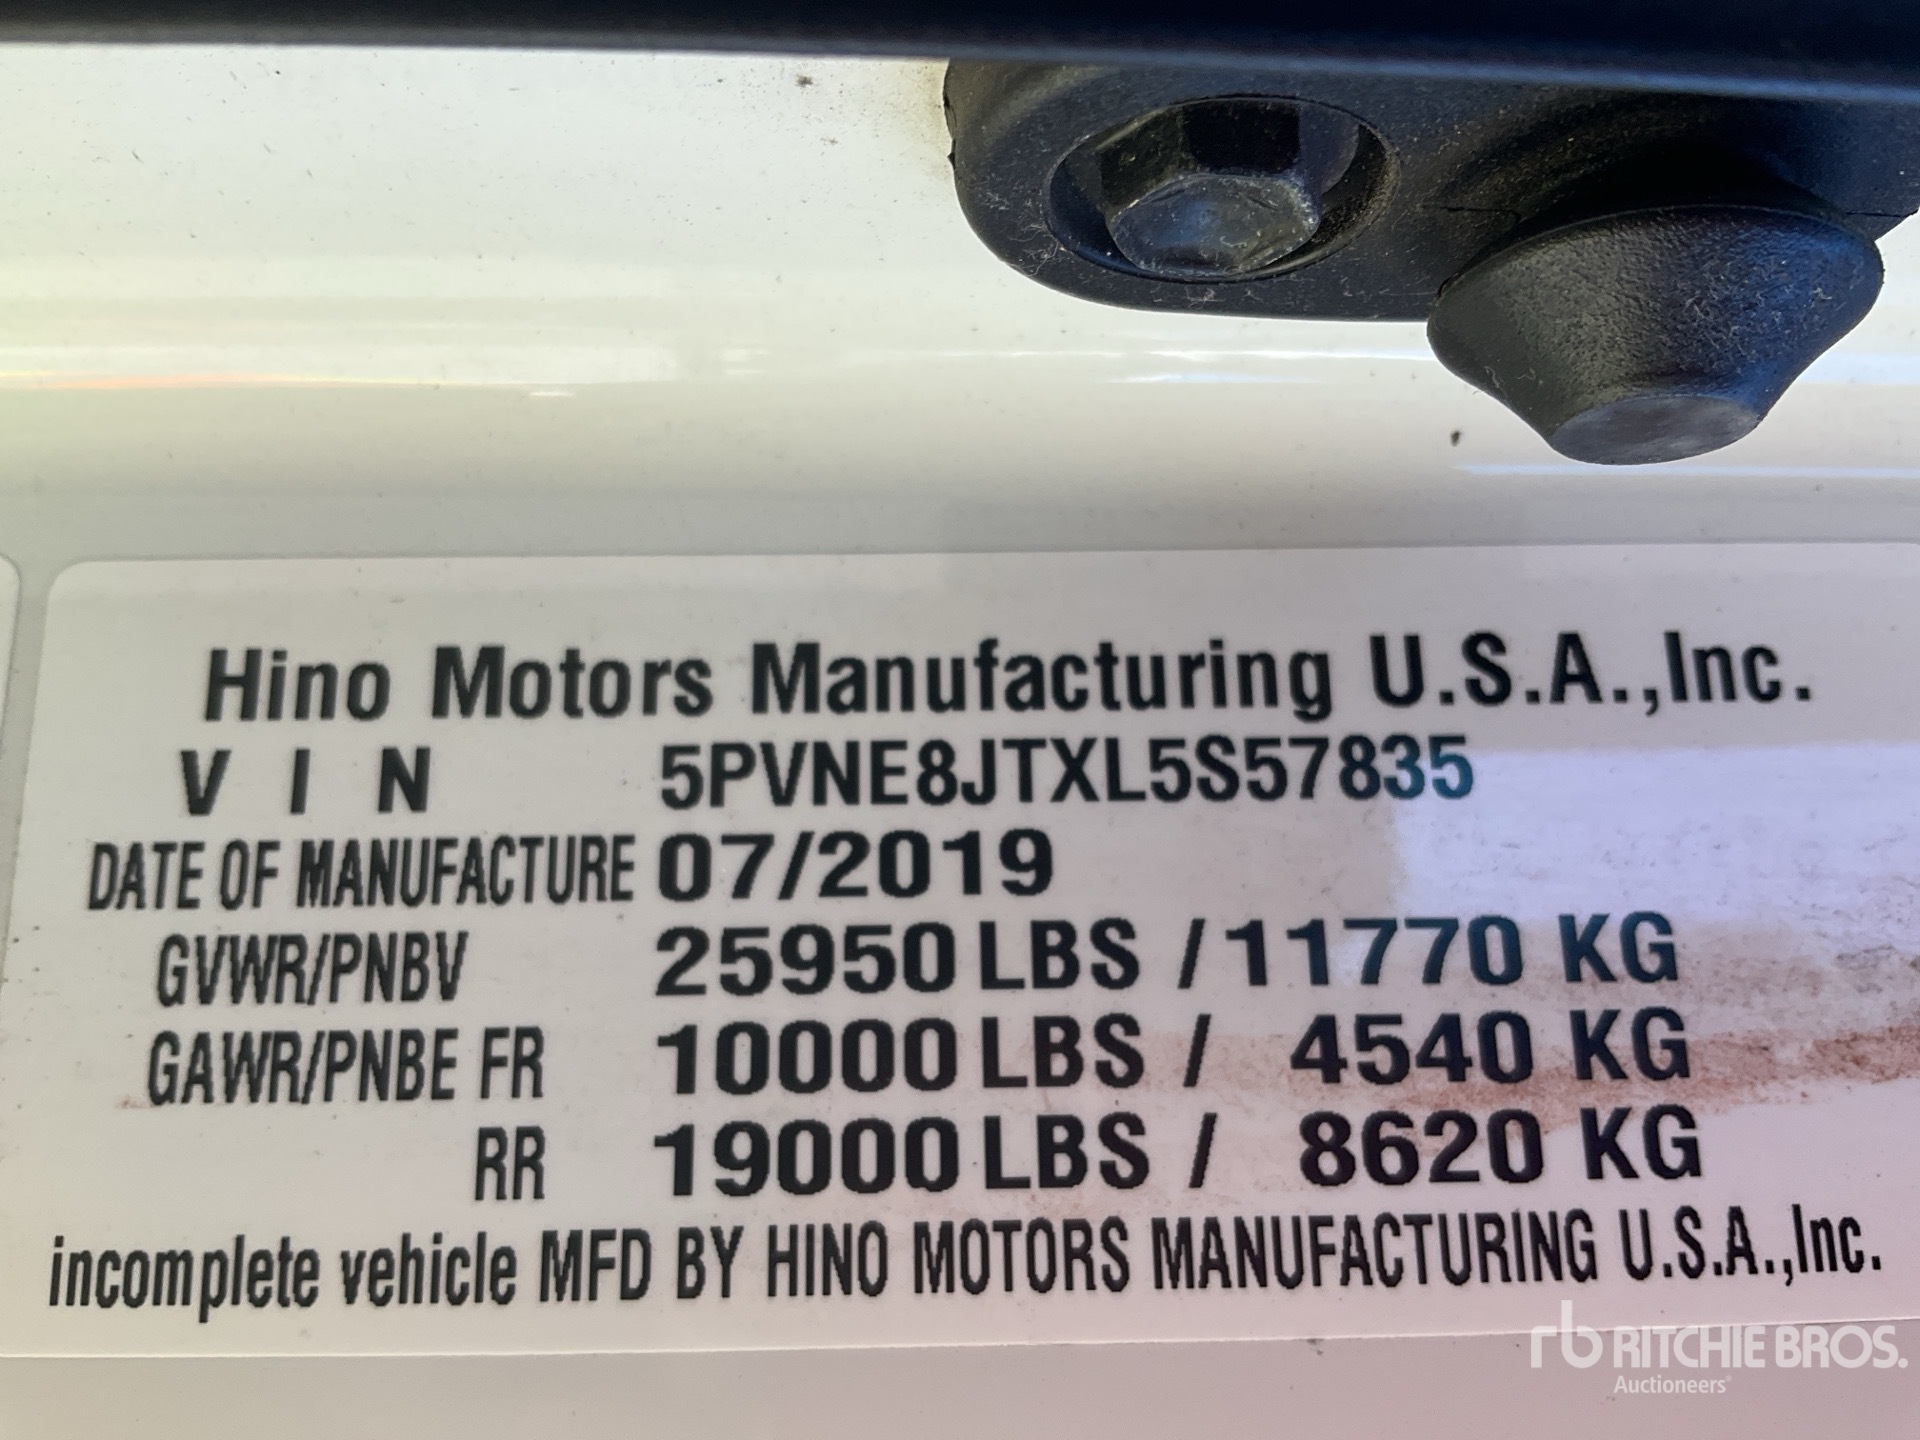 Hino Motors Manufacturing U.S.A.,Inc.
V I N 5PVNE8JTXL5S57835
DATE OF MANUFACTURE 07/2019
GVWR/PNBV 25950 LBS / 11770 KG
GAWR/PNBE FR 10000 LBS / 4540 KG
RR 19000 LBS / 8620 KG
incomplete vehicle MFD BY HINO MOTORS MANUFACTURING U.S.A.,Inc.
rb RITCHIE BROS.
Auctioneers